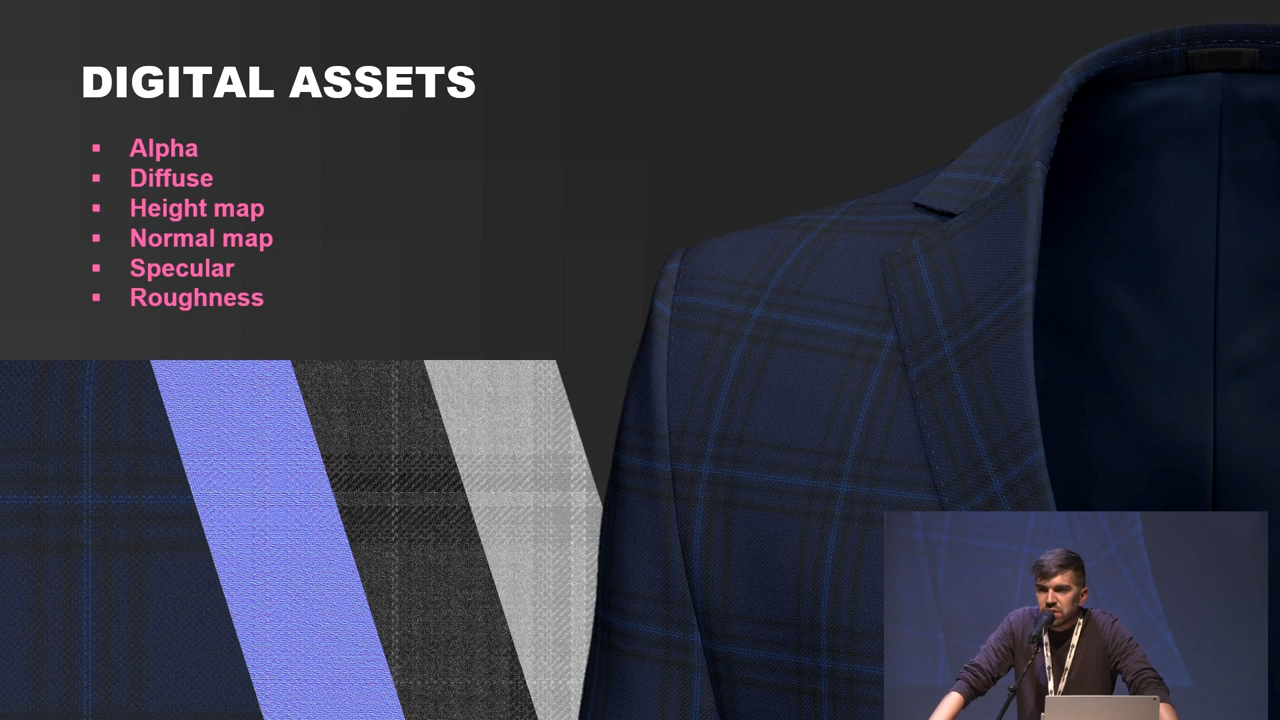 DIGITAL ASSETS
Alpha
Diffuse
Height map
Normal map
Specular
Roughness